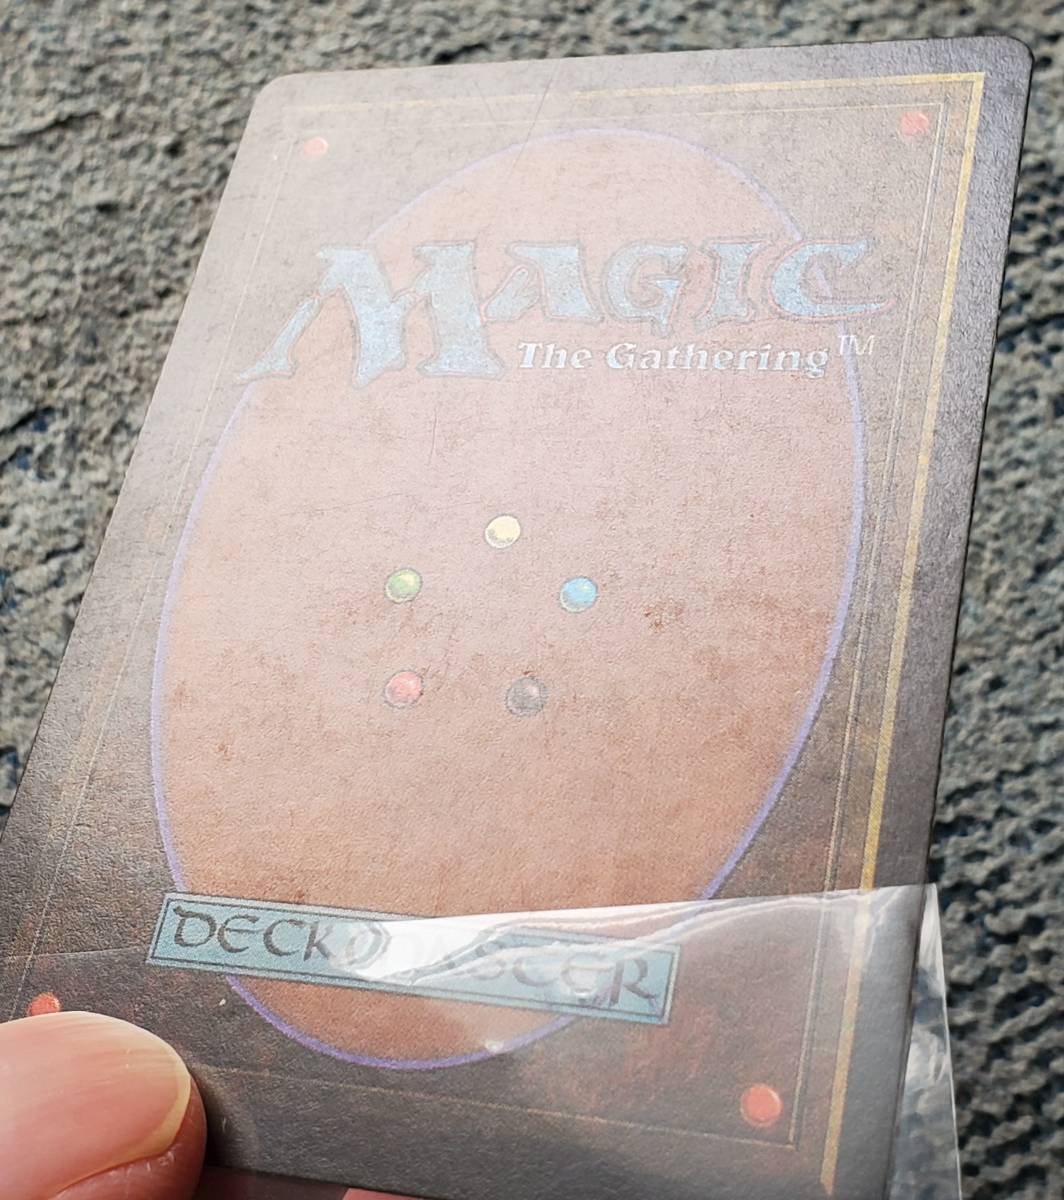 MAGIC
The Gathering™
DECKMASTER